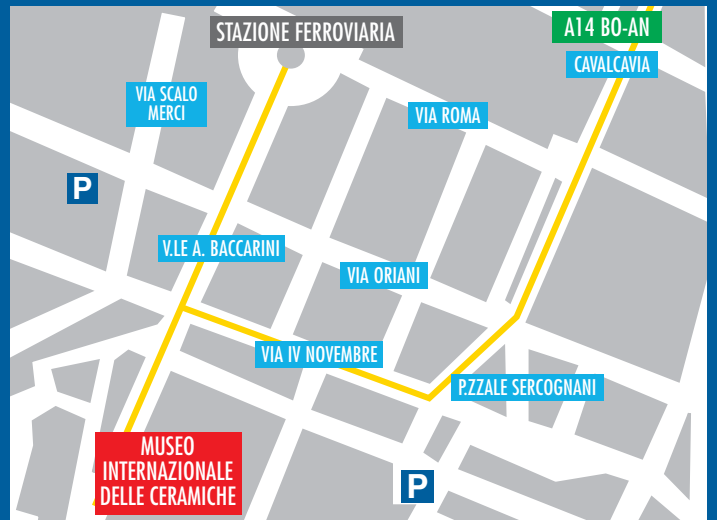 STAZIONE FERROVIARIA
A14 BO-AN
CAVALCAVIA
VIA SCALO
MERCI
VIA ROMA
P
V.LE A. BACCARINI
VIA ORIANI
VIA IV NOVEMBRE
P.ZZALE SERCOGNANI
MUSEO
INTERNAZIONALE
DELLE CERAMICHE
P